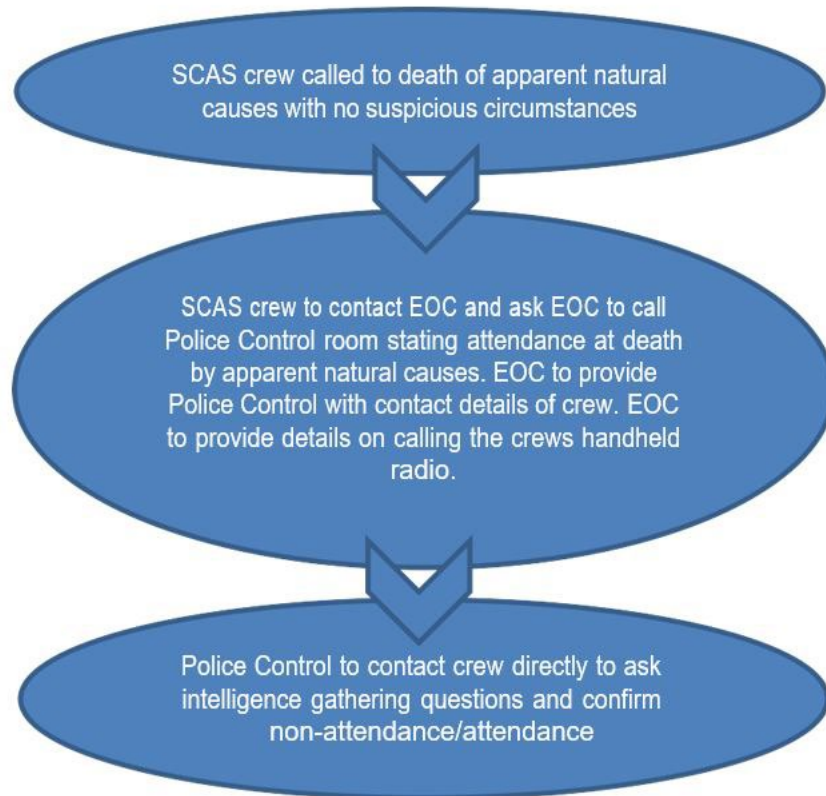 SCAS crew called to death of apparent natural
causes with no suspicious circumstances
SCAS crew to contact EOC and ask EOC to call
Police Control room stating attendance at death
by apparent natural causes. EOC to provide
Police Control with contact details of crew. EOC
to provide details on calling the crews handheld
radio.
Police Control to contact crew directly to ask
intelligence gathering questions and confirm
non-attendance/attendance